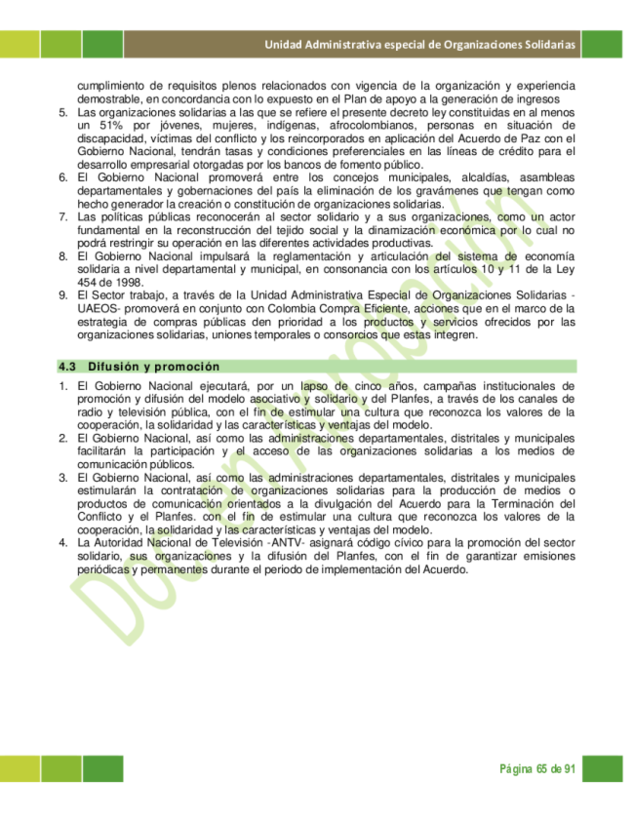 Unidad Administrativa especial de Organizaciones Solidarias
cumplimiento de requisitos plenos relacionados con vigencia de la organización y experiencia
demostrable, en concordancia con lo expuesto en el Plan de apoyo a la generación de ingresos
5. Las organizaciones solidarias a las que se refiere el presente decreto ley constituidas en al menos
un 51% por jóvenes, mujeres, indígenas, afrocolombianos, personas en situación de
discapacidad, víctimas del conflicto y los reincorporados en aplicación del Acuerdo de Paz con el
Gobierno Nacional, tendrán tasas y condiciones preferenciales en las líneas de crédito para el
desarrollo empresarial otorgadas por los bancos de fomento público.
6. El Gobierno Nacional promoverá entre los concejos municipales, alcaldías, asambleas
departamentales y gobernaciones del país la eliminación de los gravámenes que tengan como
hecho generador la creación o constitución de organizaciones solidarias.
7. Las políticas públicas reconocerán al sector solidario y a sus organizaciones, como un actor
fundamental en la reconstrucción del tejido social y la dinamización económica por lo cual no
podrá restringir su operación en las diferentes actividades productivas.
8. El Gobierno Nacional impulsará la reglamentación y articulación del sistema de economía
solidaria a nivel departamental y municipal, en consonancia con los artículos 10 y 11 de la Ley
454 de 1998.
9. El Sector trabajo, a través de la Unidad Administrativa Especial de Organizaciones Solidarias -
UAEOS- promoverá en conjunto con Colombia Compra Eficiente, acciones que en el marco de la
estrategia de compras públicas den prioridad a los productos y servicios ofrecidos por las
organizaciones solidarias, uniones temporales o consorcios que estas integren.
4.3 Difusión y promoción
1. El Gobierno Nacional ejecutará, por un lapso de cinco años, campañas institucionales de
promoción y difusión del modelo asociativo y solidario y del Planfes, a través de los canales de
radio y televisión pública, con el fin de estimular una cultura que reconozca los valores de la
cooperación, la solidaridad y las características y ventajas del modelo.
2. El Gobierno Nacional, así como las administraciones departamentales, distritales y municipales
facilitarán la participación y el acceso de las organizaciones solidarias a los medios de
comunicación públicos.
3. El Gobierno Nacional, así como las administraciones departamentales, distritales y municipales
estimularán la contratación de organizaciones solidarias para la producción de medios o
productos de comunicación orientados a la divulgación del Acuerdo para la Terminación del
Conflicto y el Planfes. con el fin de estimular una cultura que reconozca los valores de la
cooperación, la solidaridad y las características y ventajas del modelo.
4. La Autoridad Nacional de Televisión -ANTV- asignará código cívico para la promoción del sector
solidario, sus organizaciones y la difusión del Planfes, con el fin de garantizar emisiones
periódicas y permanentes durante el periodo de implementación del Acuerdo.
Doc. en Aprobación
Página 65 de 91